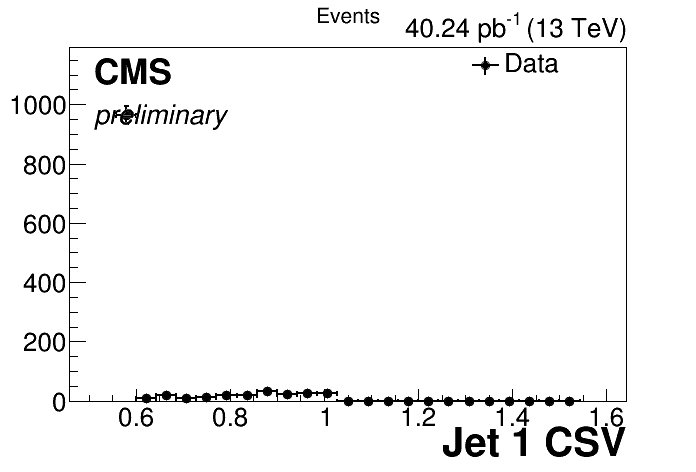 Events
40.24 pb-1 (13 TeV)
CMS
Data
preliminary
1000
800
600
400
200
0
0.6 0.8 1 1.2 1.4 1.6
Jet 1 CSV